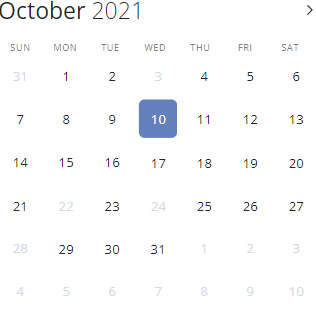 October 2021
SUN MON TUE WED THU FRI SAT
31 1 2 3 4 5 6
7 8 9 10 11 12 13
14 15 16 17 18 19 20
21 22 23 24 25 26 27
28 29 30 31 1 2 3
4 5 6 7 8 9 10